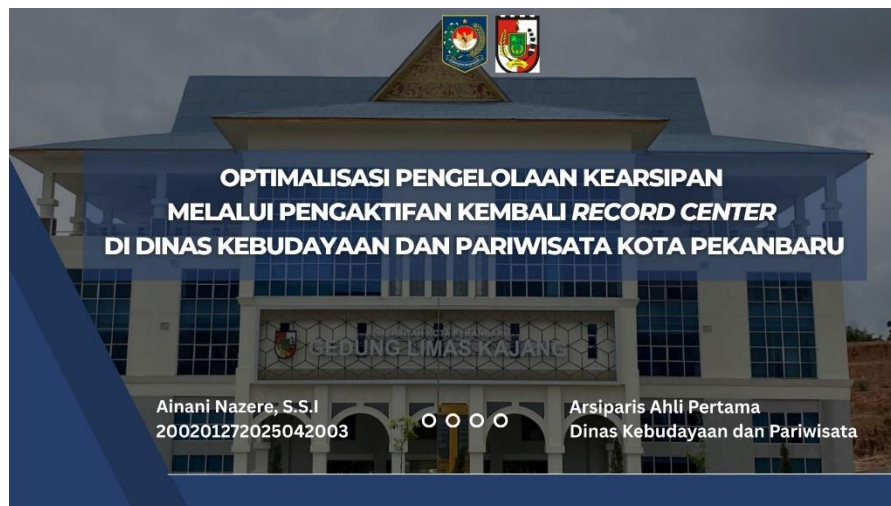 OPTIMALISASI PENGELOLAAN KEARSIPAN
MELALUI PENGAKTIFAN KEMBALI RECORD CENTER
DI DINAS KEBUDAYAAN DAN PARIWISATA KOTA PEKANBARU
GEDUNG LIMAS KAJANG
Ainani Nazere, S.S.I
200201272025042003
Arsiparis Ahli Pertama
Dinas Kebudayaan dan Pariwisata